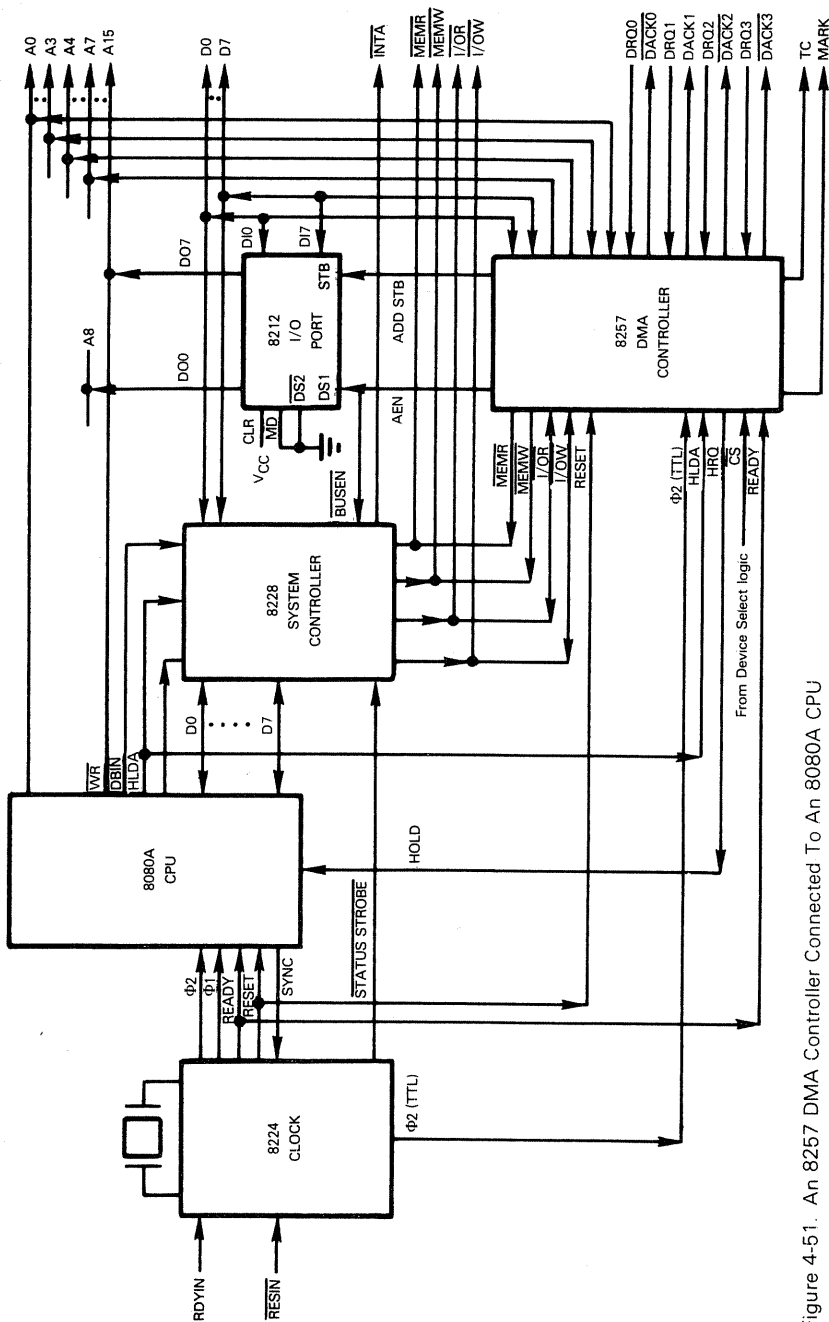 A0
A3
A4
A7
A15
D0
D7
INTA
MEMR
MEMW
I/OR
I/OW
DRQ0
DACK0
DRQ1
DACK1
DRQ2
DACK2
DRQ3
DACK3
TC
MARK
A8
DO0
DO7
DI0
DI7
8212
I/O
PORT
STB
CLR
MD
DS2
DS1
VCC
ADD STB
AEN
BUSEN
8257
DMA
CONTROLLER
MEMR
MEMW
I/OR
I/OW
RESET
Φ2 (TTL)
HLDA
HRQ
CS
READY
From Device Select logic
8228
SYSTEM
CONTROLLER
WR
DBIN
HLDA
D0
D7
8080A
CPU
HOLD
STATUS STROBE
Φ2
Φ1
READY
RESET
SYNC
8224
CLOCK
Φ2 (TTL)
RDYIN
RESIN
igure 4-51. An 8257 DMA Controller Connected To An 8080A CPU